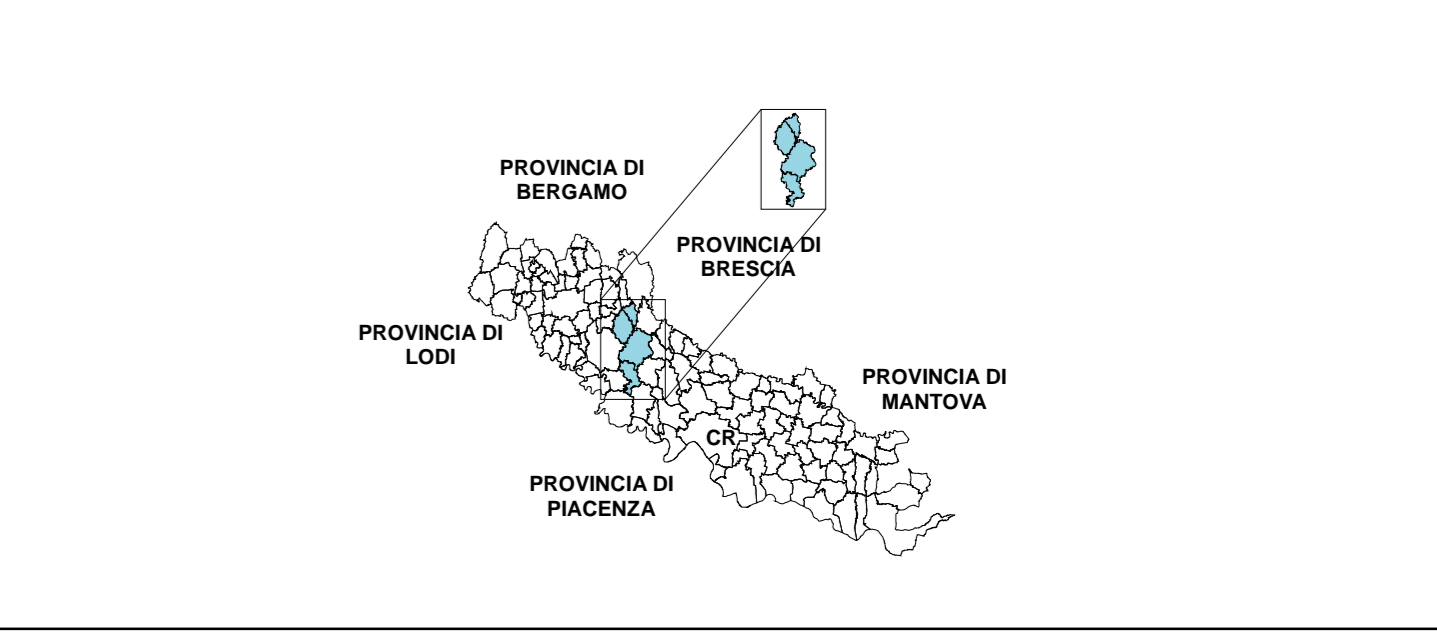 PROVINCIA DI
BERGAMO
PROVINCIA DI
BRESCIA
PROVINCIA DI
LODI
PROVINCIA DI
MANTOVA
CR
PROVINCIA DI
PIACENZA